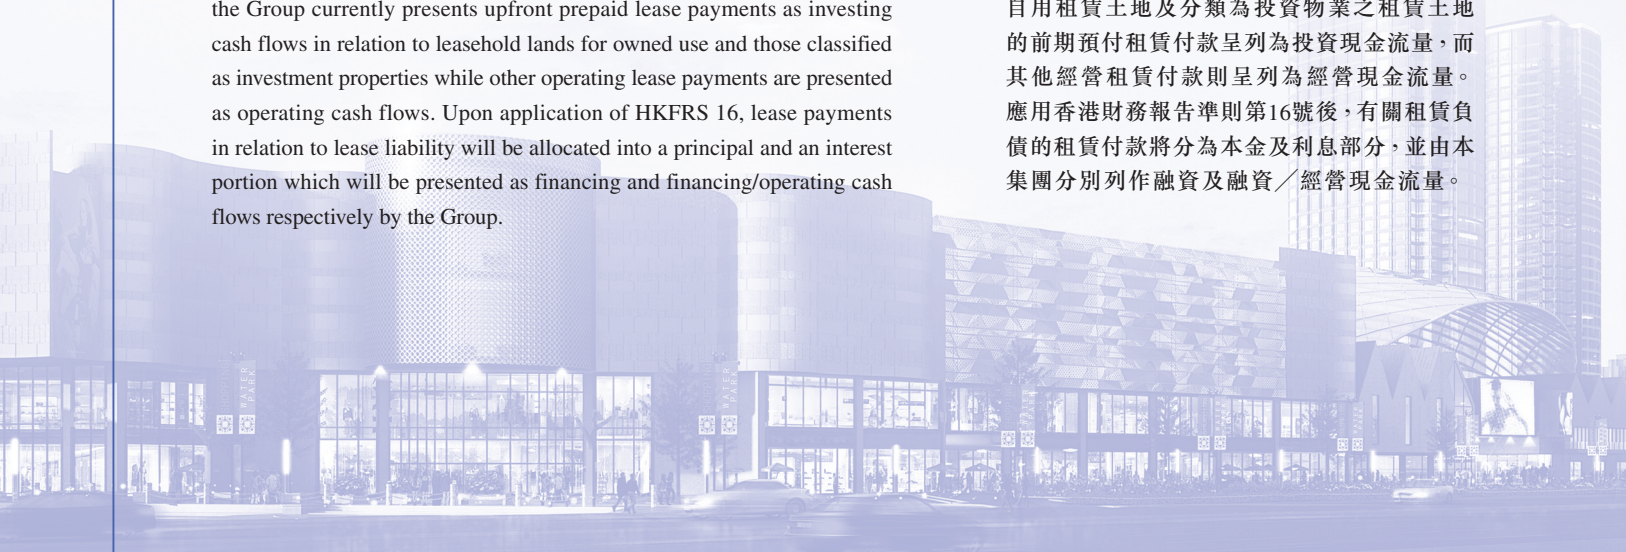 the Group currently presents upfront prepaid lease payments as investing
cash flows in relation to leasehold lands for owned use and those classified
as investment properties while other operating lease payments are presented
as operating cash flows. Upon application of HKFRS 16, lease payments
in relation to lease liability will be allocated into a principal and an interest
portion which will be presented as financing and financing/operating cash
flows respectively by the Group.
自用租賃土地及分類為投資物業之租賃土地
的前期預付租賃付款呈列為投資現金流量，而
其他經營租賃付款則呈列為經營現金流量。
應用香港財務報告準則第16號後，有關租賃負
債的租賃付款將分為本金及利息部分，並由本
集團分別列作融資及融資／經營現金流量。
WATER PARK
WATER PARK